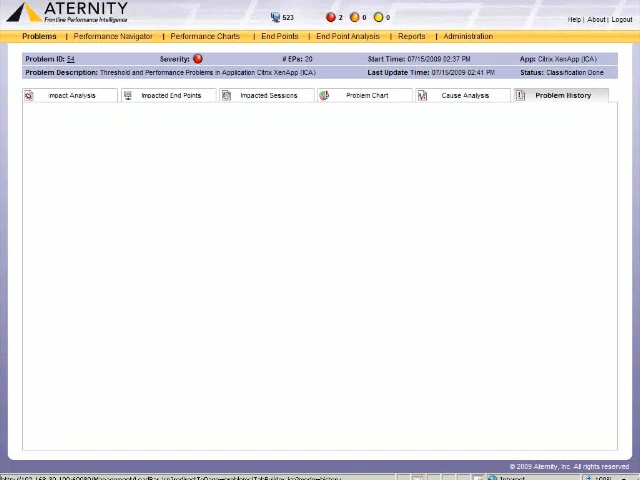 ATERNITY
Frontline Performance Intelligence
523 2 0 0
Help | About | Logout
Problems | Performance Navigator | Performance Charts | End Points | End Point Analysis | Reports | Administration
Problem ID: 54 Severity: # EPs: 20 Start Time: 07/15/2009 02:37 PM App: Citrix XenApp (ICA)
Problem Description: Threshold and Performance Problems in Application Citrix XenApp (ICA) Last Update Time: 07/15/2009 02:41 PM Status: Classification Done
Impact Analysis Impacted End Points Impacted Sessions Problem Chart Cause Analysis Problem History
© 2009 Aternity, Inc. All rights reserved
Internet 100%